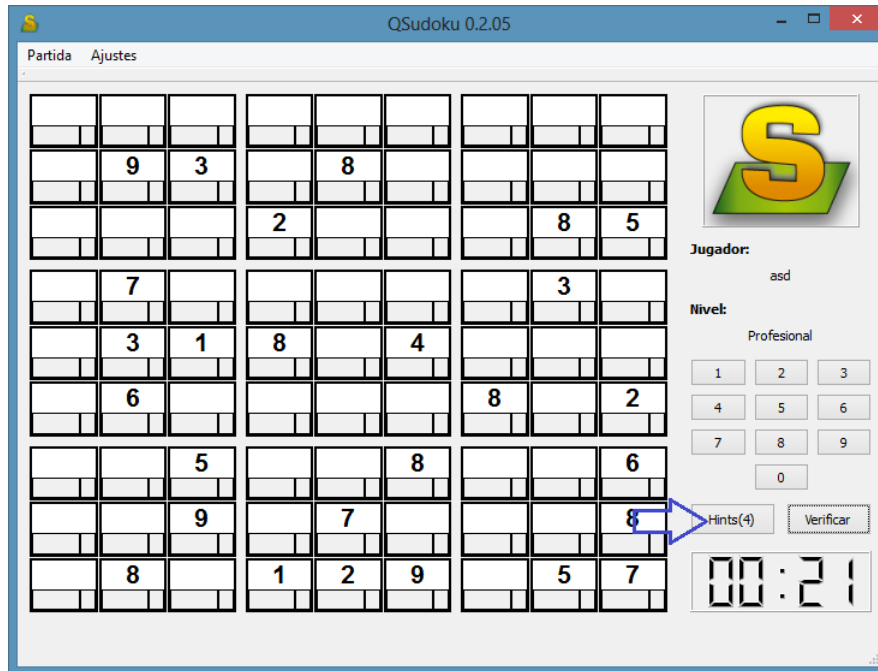 S
QSudoku 0.2.05
Partida Ajustes
9 3 8
2 8 5
7 3
3 1 8 4
6 8 2
5 8 6
9 7 8
8 1 2 9 5 7
S
Jugador:
asd
Nivel:
Profesional
1 2 3
4 5 6
7 8 9
0
Hints(4) Verificar
00:21